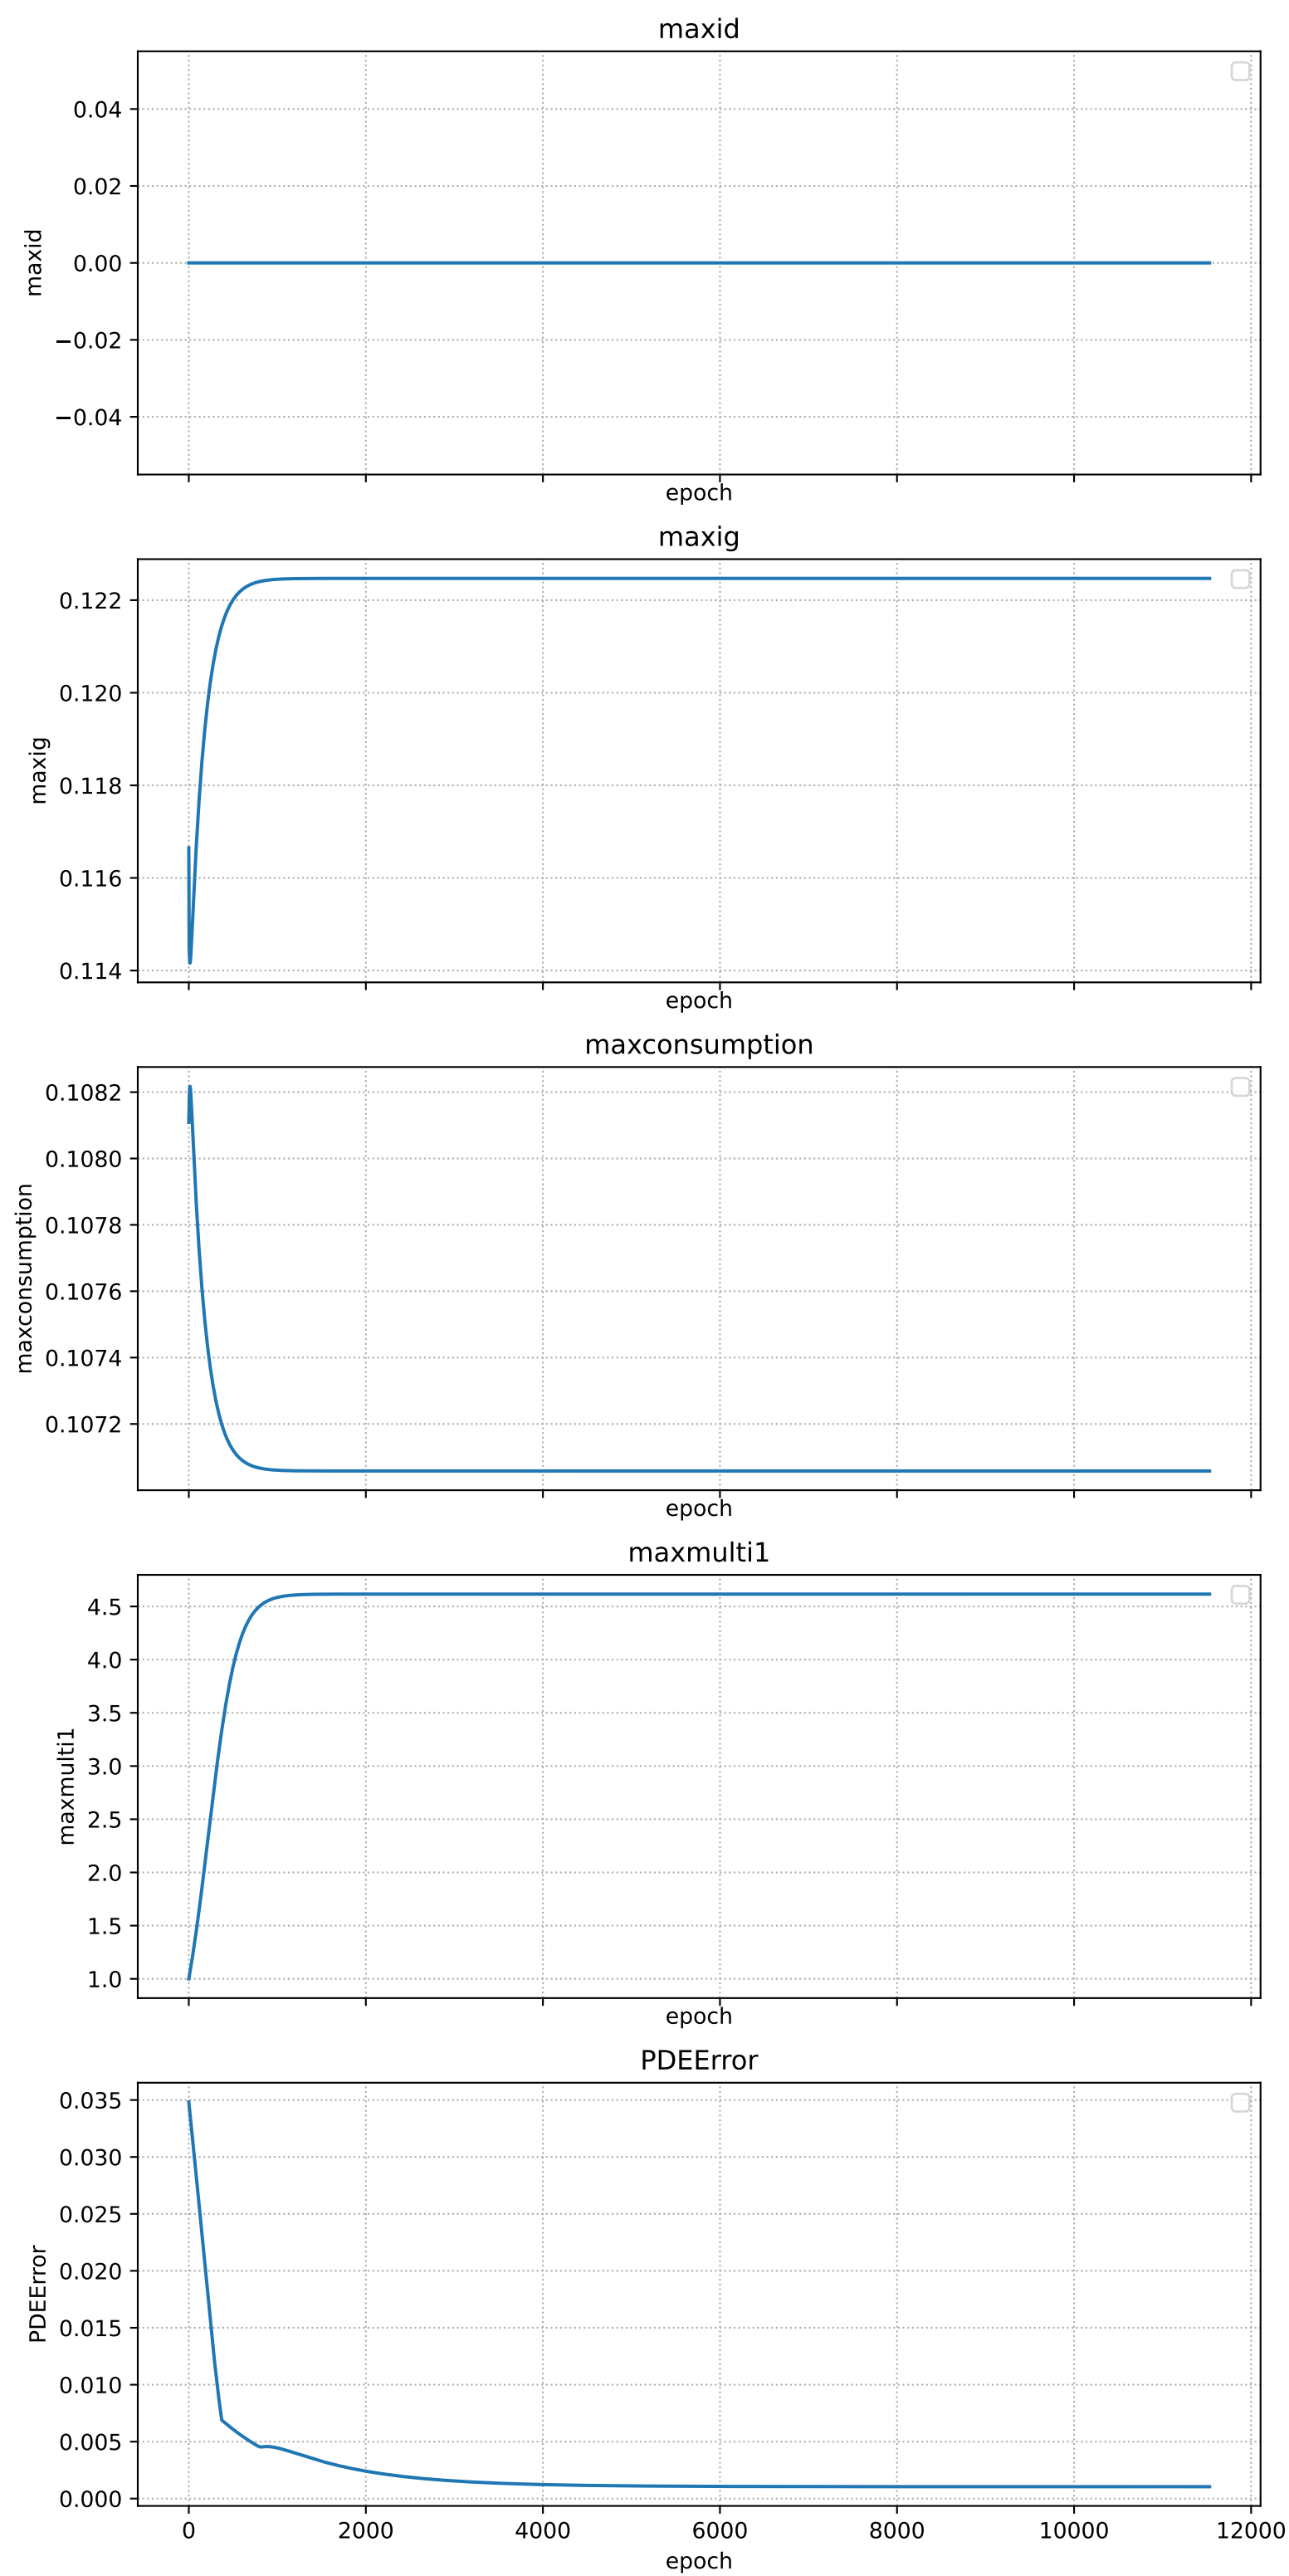 maxid
0.04
0.02
0.00
−0.02
−0.04
maxid
epoch
maxig
0.122
0.120
0.118
0.116
0.114
maxig
epoch
maxconsumption
0.1082
0.1080
0.1078
0.1076
0.1074
0.1072
maxconsumption
epoch
maxmulti1
4.5
4.0
3.5
3.0
2.5
2.0
1.5
1.0
maxmulti1
epoch
PDEError
0.035
0.030
0.025
0.020
0.015
0.010
0.005
0.000
PDEError
0 2000 4000 6000 8000 10000 12000
epoch